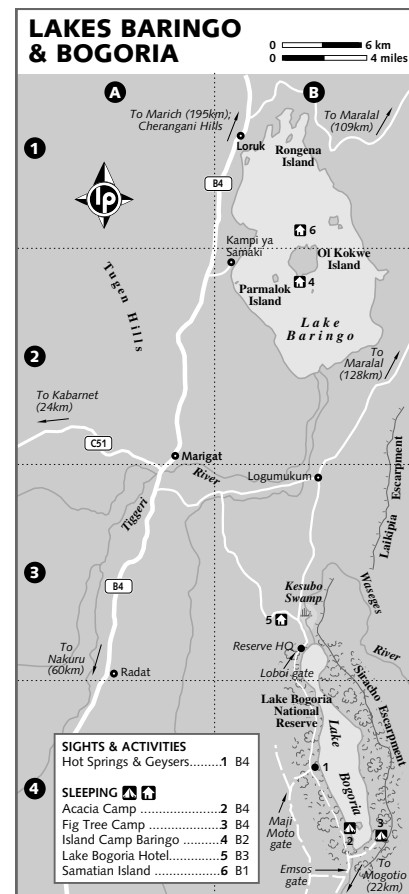 LAKES BARINGO
& BOGORIA
0 6 km
0 4 miles
A
B
To Marich (195km);
Cherangani Hills
To Maralal
(109km)
1
Loruk
Rongena
Island
lp
B4
6
Kampi ya
Samaki
Ol Kokwe
Island
4
Tugen Hills
Parmalok
Island
Lake
Baringo
2
To
Maralal
(128km)
To Kabarnet
(24km)
C51
Marigat
River
Logumukum
Tiggeri
Laikipia Escarpment
3
B4
Kesubo
Swamp
Waseges
5
Reserve HQ
River
To
Nakuru
(60km)
Loboi gate
Radat
Siracho Escarpment
Lake Bogoria
National
Reserve
Lake
Bogoria
SIGHTS & ACTIVITIES
Hot Springs & Geysers........1 B4
SLEEPING
Acacia Camp ....................2 B4
Fig Tree Camp ..................3 B4
Island Camp Baringo .........4 B2
Lake Bogoria Hotel............5 B3
Samatian Island ................6 B1
4
1
Maji
Moto
gate
2
3
Emsos
gate
To
Mogotio
(22km)